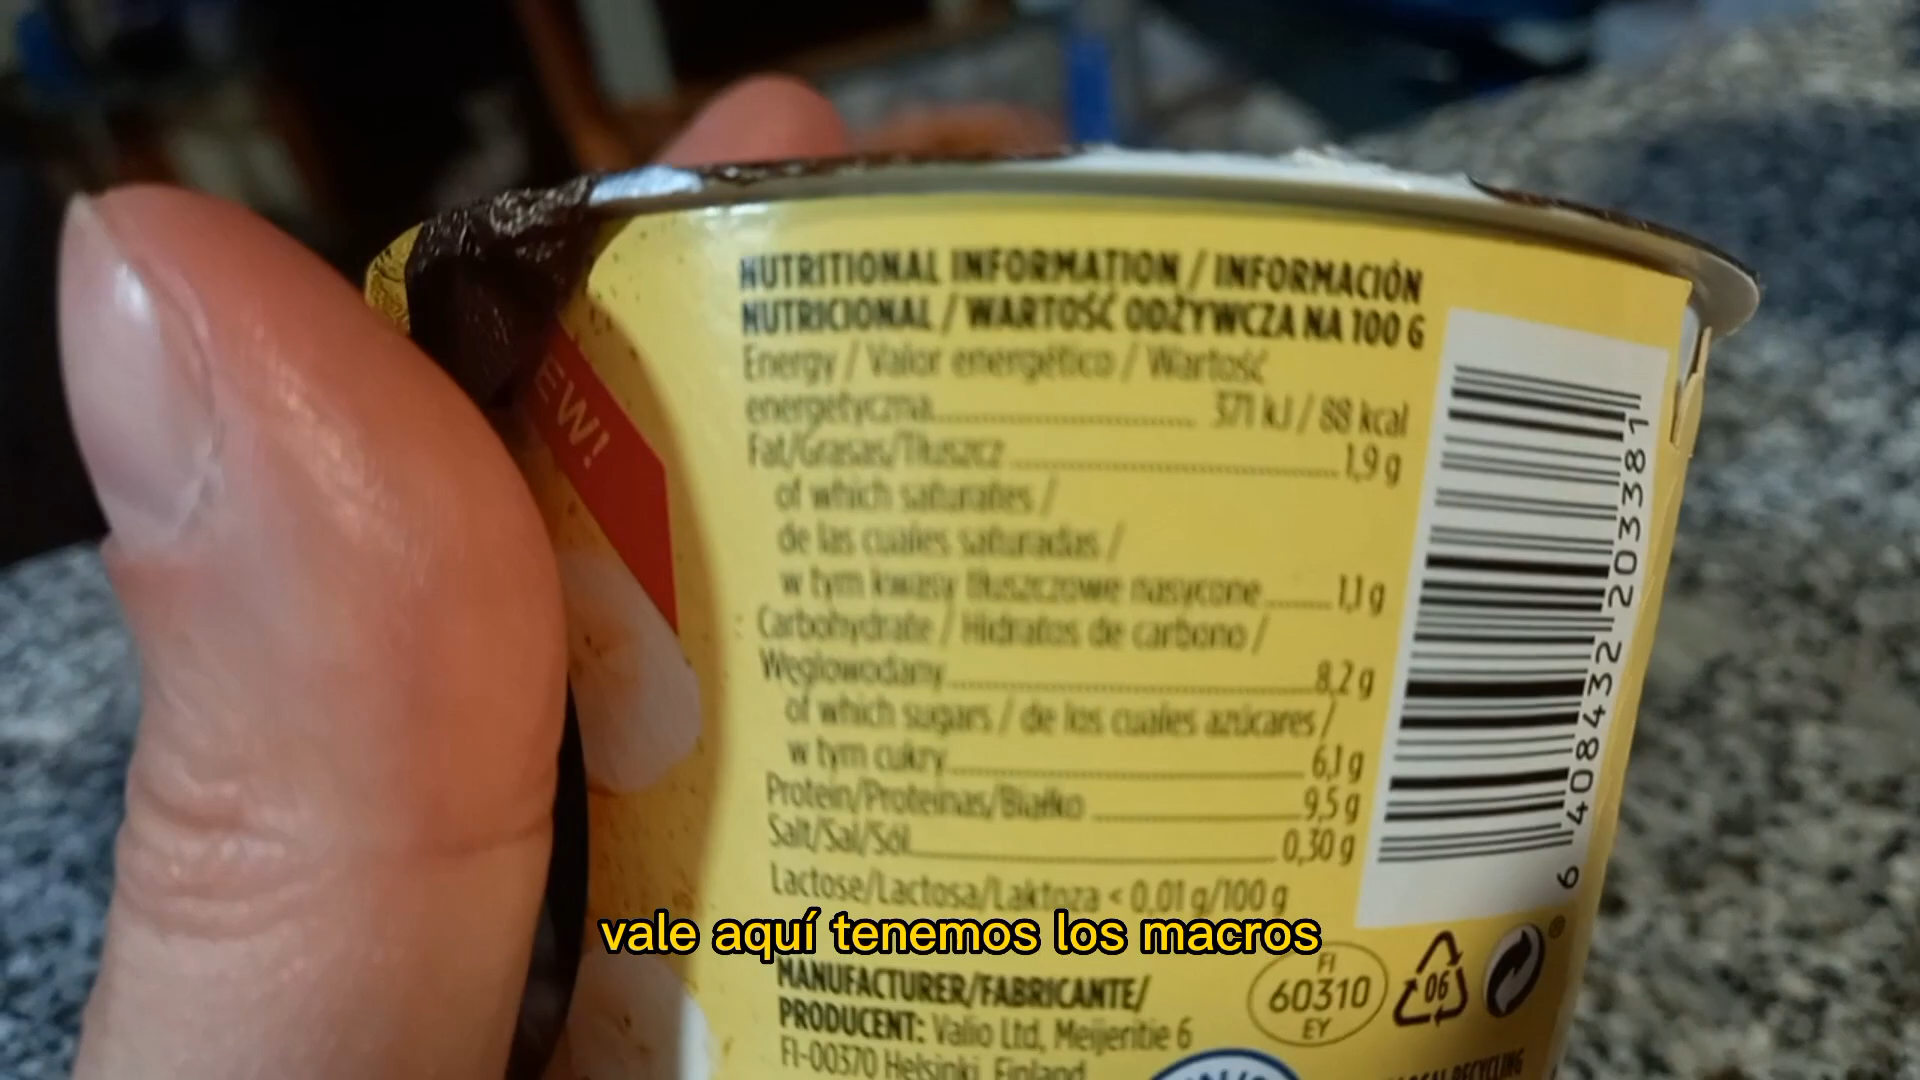 NUTRITIONAL INFORMATION / INFORMACIÓN
NUTRICIONAL / WARTOŚĆ ODŻYWCZA NA 100 G
Energy / Valor energético / Wartość
energetyczna 371 kJ / 88 kcal
Fat/Grasas/Tłuszcz 1,9 g
of which saturates /
de las cuales saturadas /
w tym kwasy tłuszczowe nasycone 1,1 g
Carbohydrate / Hidratos de carbono /
Węglowodany 8,2 g
of which sugars / de los cuales azúcares /
w tym cukry 6,1 g
Protein/Proteinas/Białko 9,5 g
Salt/Sal/Sól 0,30 g
Lactose/Lactosa/Laktoza < 0,01 g/100 g
vale aquí tenemos los macros
MANUFACTURER/FABRICANTE/
PRODUCENT: Valio Ltd, Meijeritie 6
FI-00370 Helsinki, Finland
EW!
6 408432 203381
FI
60310
EY
06
RECYCLING